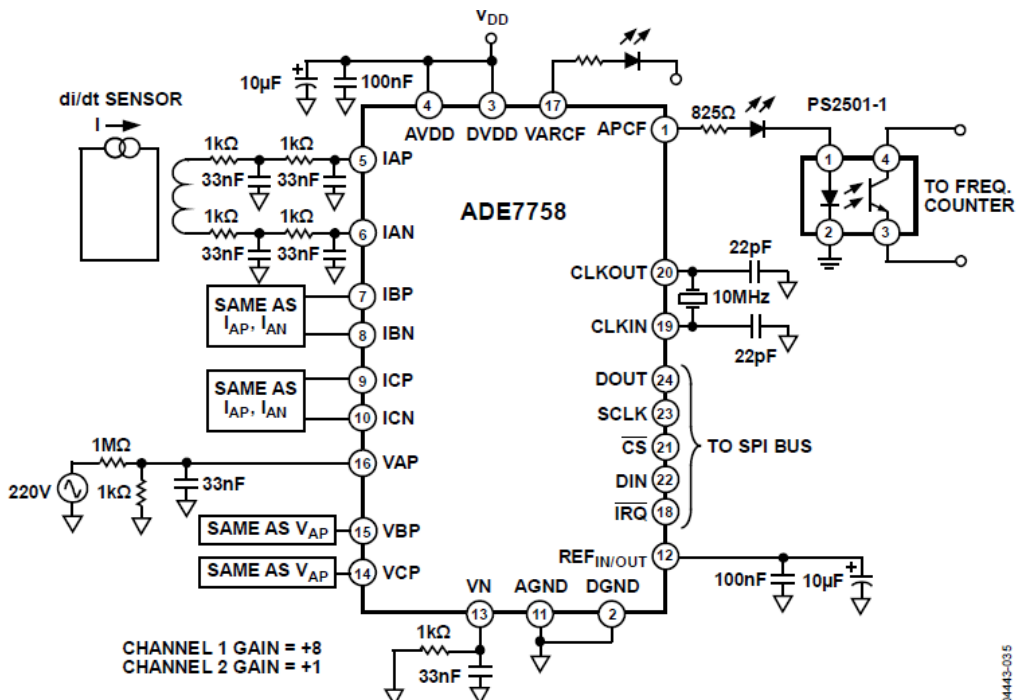 VDD
10µF
+
100nF
di/dt SENSOR
I
4
3
17
AVDD
DVDD
VARCF
APCF
1
825Ω
PS2501-1
1
4
2
3
TO FREQ.
COUNTER
1kΩ
1kΩ
5
IAP
33nF
33nF
ADE7758
1kΩ
1kΩ
6
IAN
33nF
33nF
22pF
CLKOUT
20
10MHz
CLKIN
19
22pF
7
IBP
SAME AS
IAP, IAN
8
IBN
9
ICP
SAME AS
IAP, IAN
10
ICN
DOUT
24
SCLK
23
CS
21
TO SPI BUS
DIN
22
IRQ
18
1MΩ
16
VAP
220V
1kΩ
33nF
SAME AS VAP
15
VBP
SAME AS VAP
14
VCP
REFIN/OUT
12
100nF
10µF
+
VN
AGND
DGND
13
11
2
1kΩ
33nF
CHANNEL 1 GAIN = +8
CHANNEL 2 GAIN = +1
04443-035